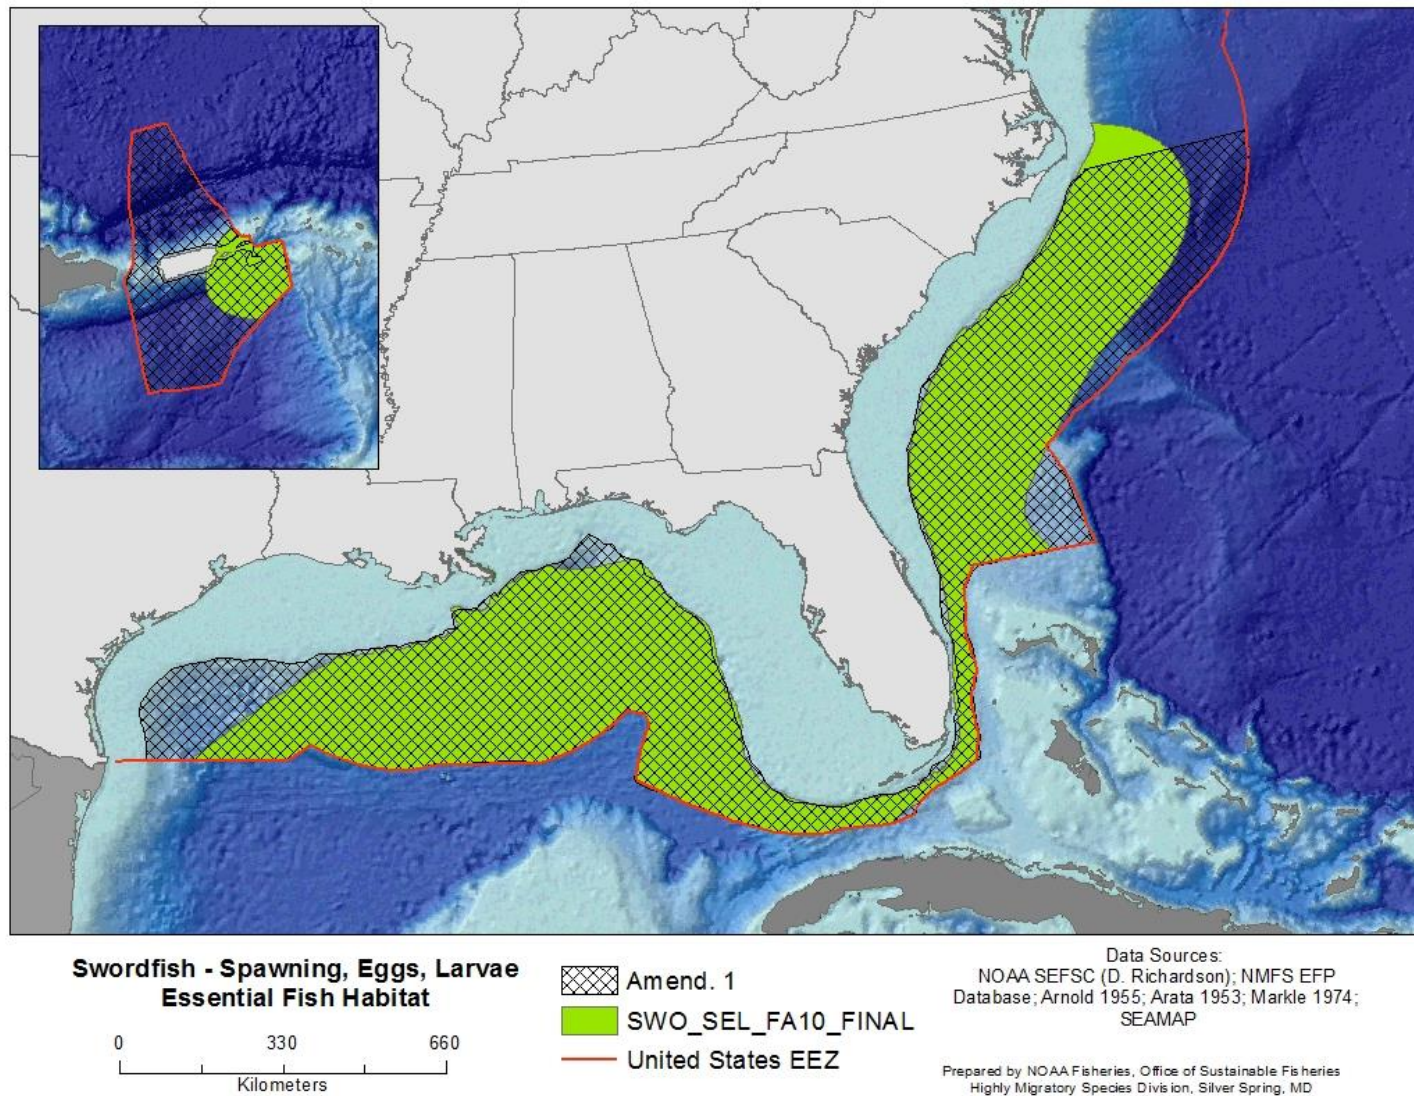 Swordfish - Spawning, Eggs, Larvae
Essential Fish Habitat
0 330 660
Kilometers
Amend. 1
SWO_SEL_FA10_FINAL
United States EEZ
Data Sources:
NOAA SEFSC (D. Richardson); NMFS EFP
Database; Arnold 1955; Arata 1953; Markle 1974;
SEAMAP
Prepared by NOAA Fisheries, Office of Sustainable Fisheries
Highly Migratory Species Division, Silver Spring, MD